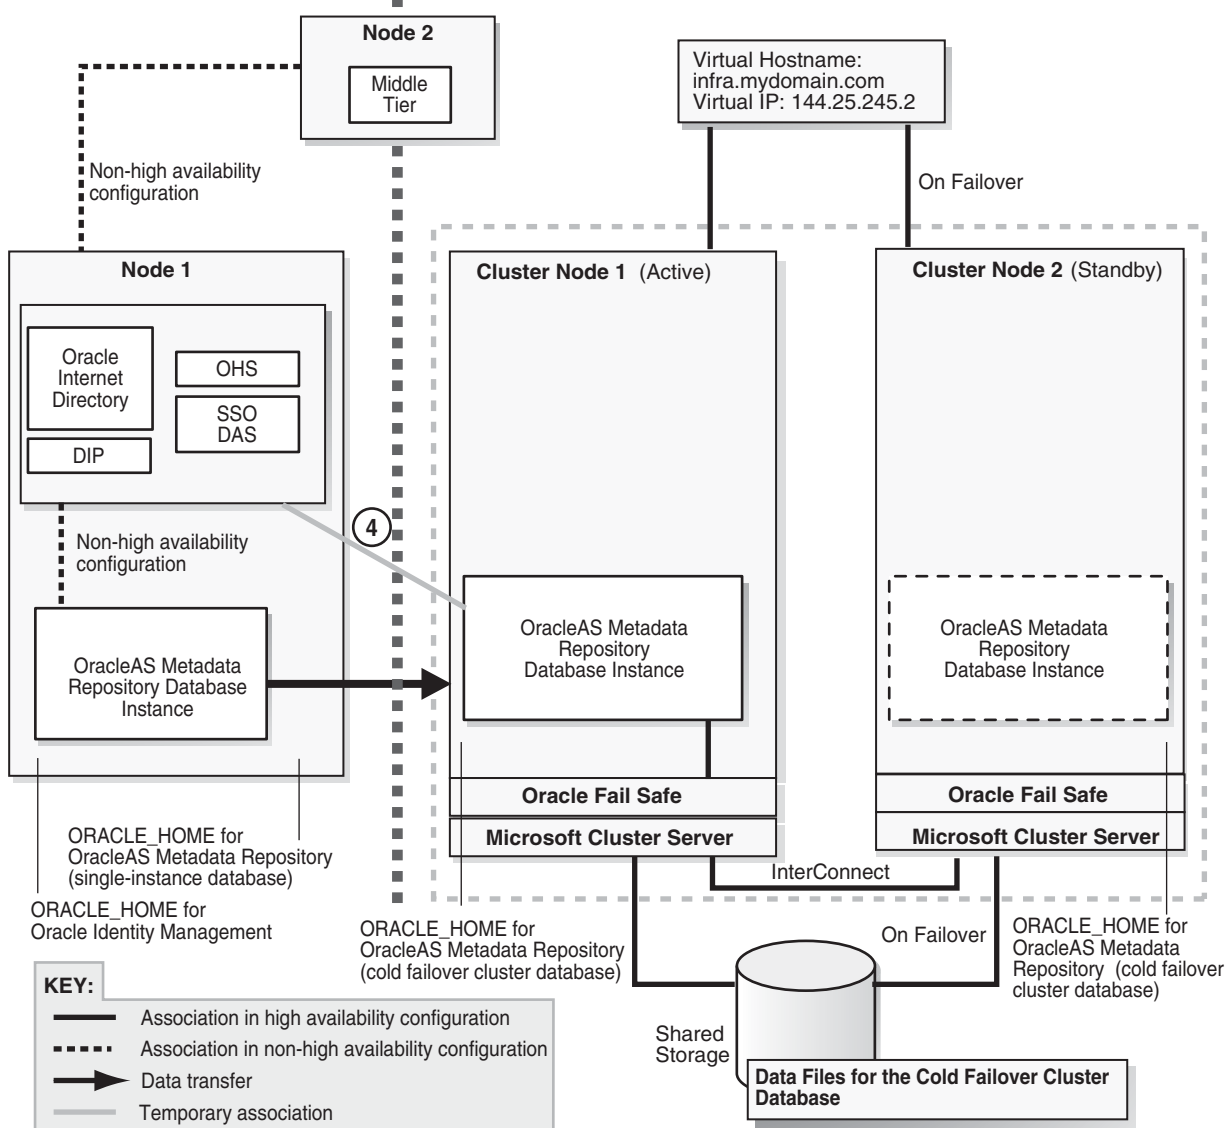 Node 2
Middle
Tier
Virtual Hostname:
infra.mydomain.com
Virtual IP: 144.25.245.2
Non-high availability
configuration
On Failover
Node 1
Oracle
Internet
Directory
DIP
OHS
SSO
DAS
4
Non-high availability
configuration
OracleAS Metadata
Repository Database
Instance
Cluster Node 1 (Active)
OracleAS Metadata
Repository
Database Instance
Oracle Fail Safe
Microsoft Cluster Server
Cluster Node 2 (Standby)
OracleAS Metadata
Repository
Database Instance
Oracle Fail Safe
Microsoft Cluster Server
InterConnect
ORACLE_HOME for
OracleAS Metadata Repository
(single-instance database)
ORACLE_HOME for
Oracle Identity Management
ORACLE_HOME for
OracleAS Metadata Repository
(cold failover cluster database)
On Failover
ORACLE_HOME for
OracleAS Metadata
Repository (cold failover
cluster database)
Shared
Storage
Data Files for the Cold Failover Cluster
Database
KEY:
Association in high availability configuration
Association in non-high availability configuration
Data transfer
Temporary association